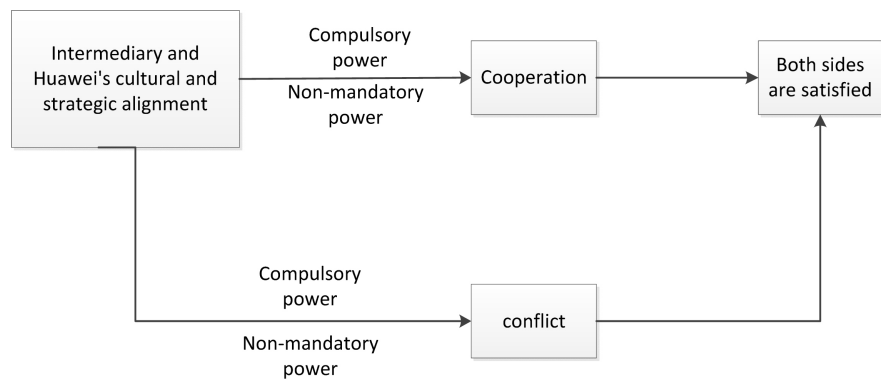 Intermediary and
Huawei's cultural and
strategic alignment
Compulsory
power
Non-mandatory
power
Cooperation
Both sides
are satisfied
Compulsory
power
Non-mandatory
power
conflict